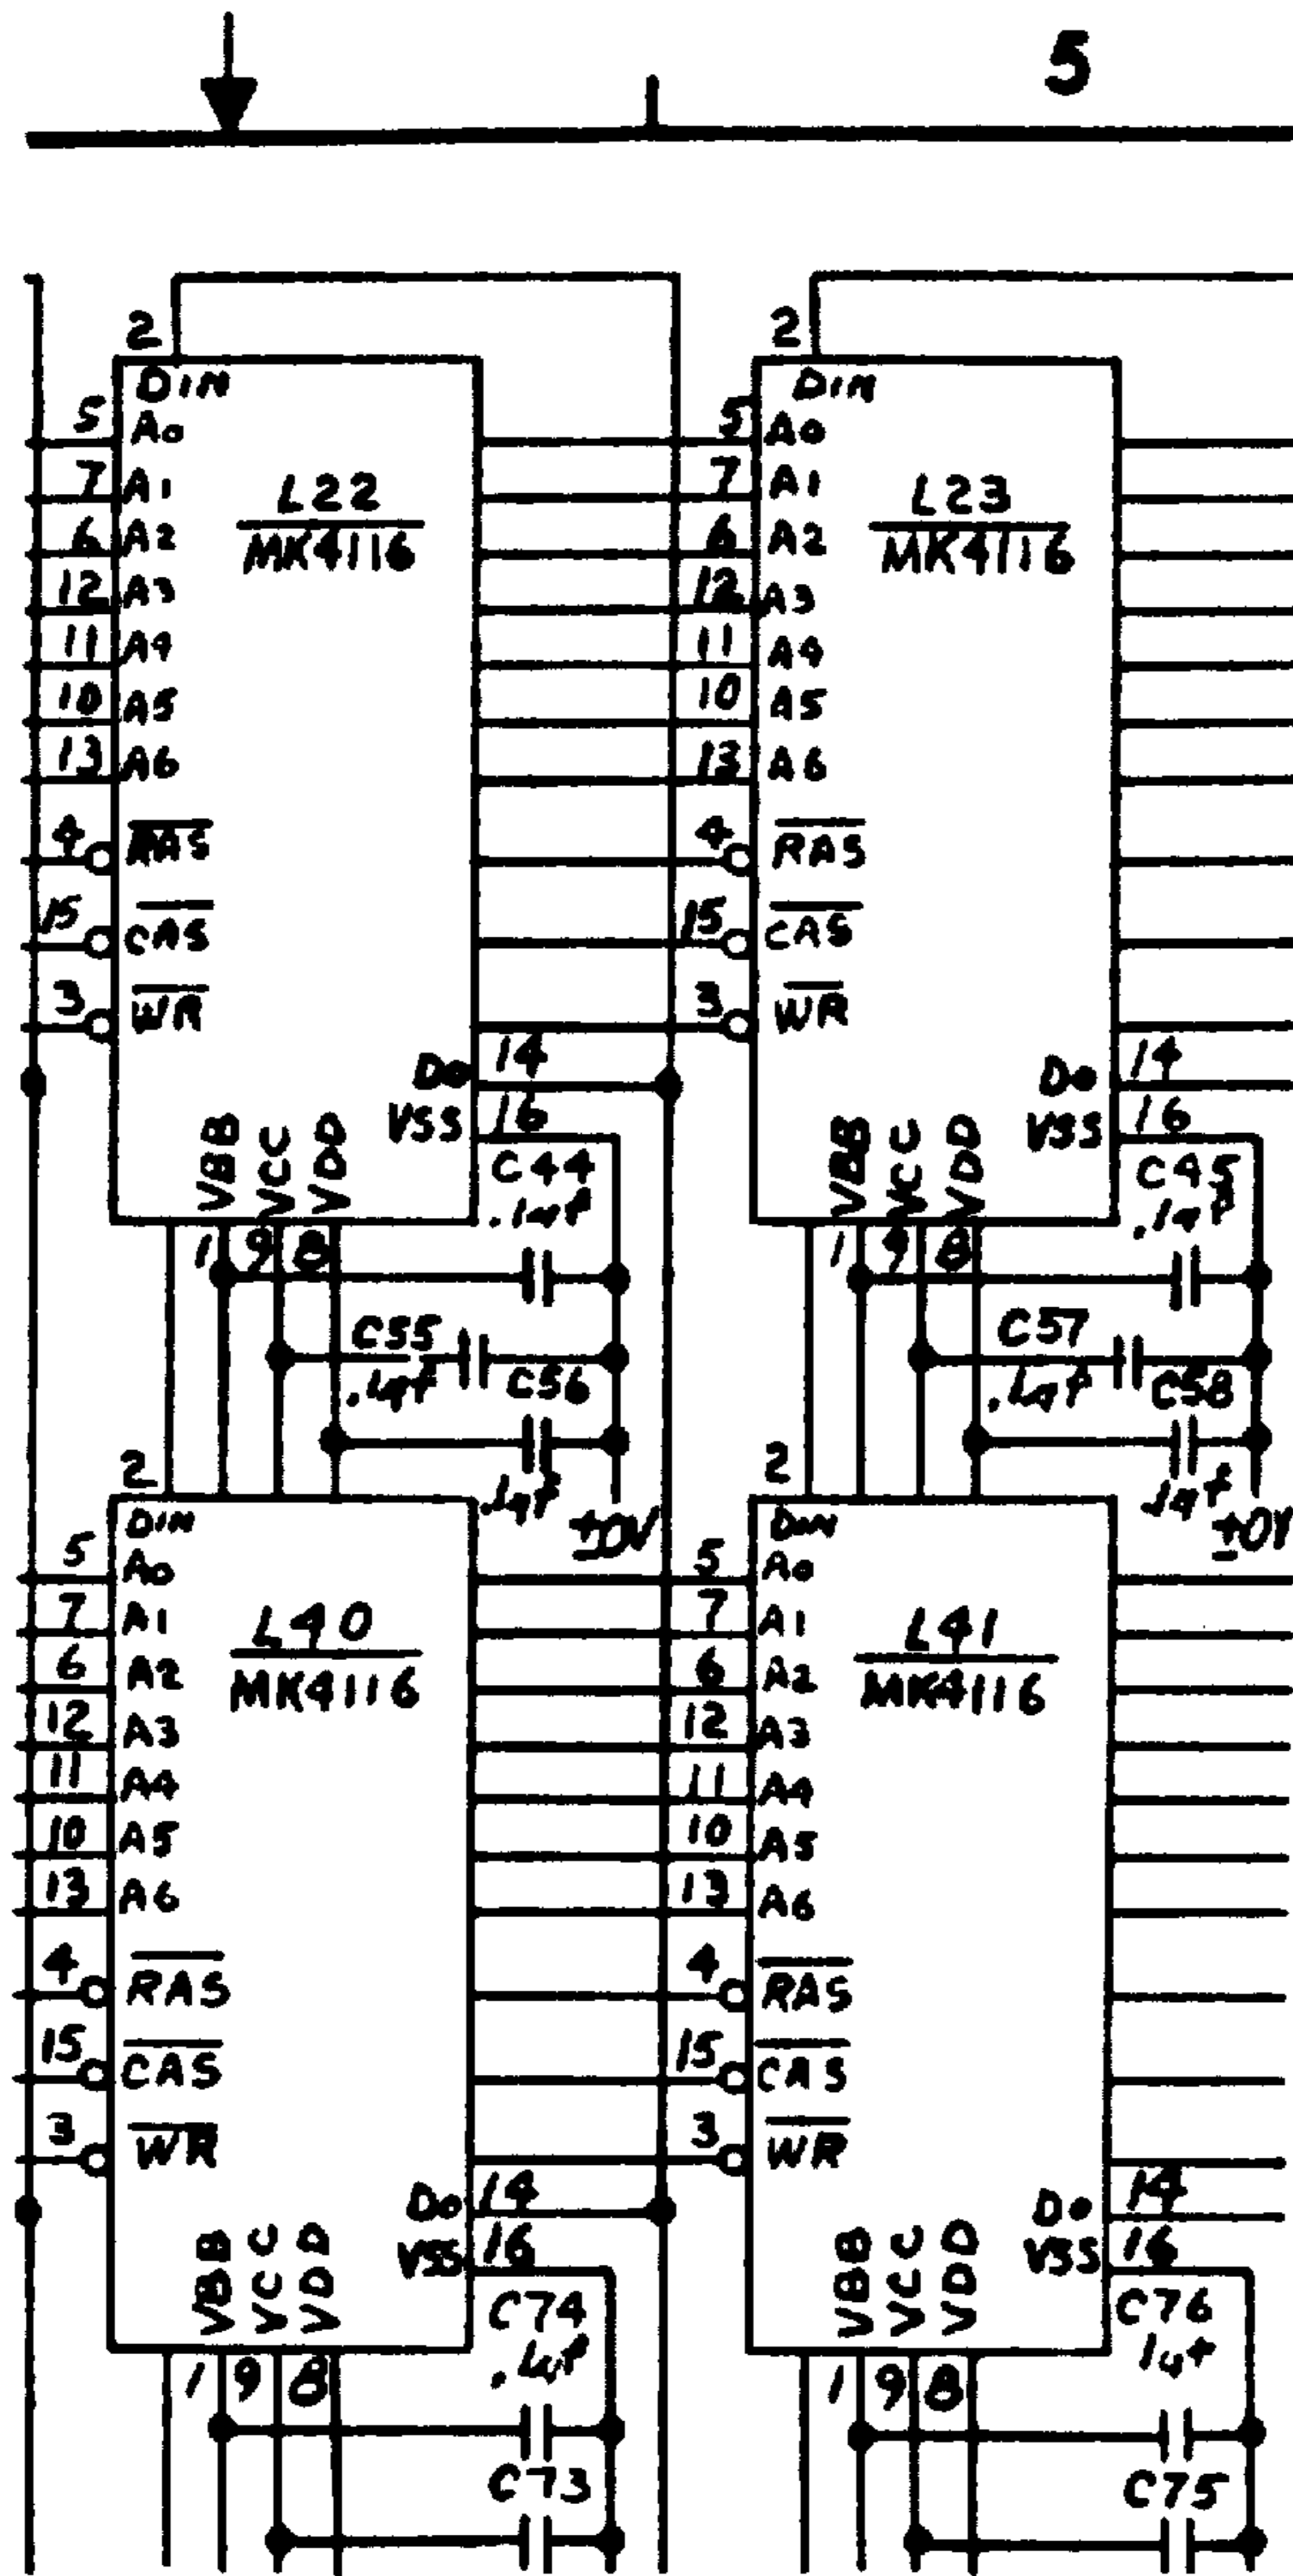 5
2 2
DIN DIN
5 A0 5 A0
7 A1 L22 7 A1 L23
6 A2 MK4116 6 A2 MK4116
12 A3 12 A3
11 A4 11 A4
10 A5 10 A5
13 A6 13 A6
4 RAS 4 RAS
15 CAS 15 CAS
3 WR 3 WR
DO 14 DO 14
VSS 16 VSS 16
VBB VCC VDD C44 VBB VCC VDD C45
.1uf .1uf
1 9 8 1 9 8
C55 C57
.1uf C56 .1uf C58
2 .1uf 2 .1uf
DIN ±0V DIN ±0V
5 A0 5 A0
7 A1 L40 7 A1 L41
6 A2 MK4116 6 A2 MK4116
12 A3 12 A3
11 A4 11 A4
10 A5 10 A5
13 A6 13 A6
4 RAS 4 RAS
15 CAS 15 CAS
3 WR 3 WR
DO 14 DO 14
VSS 16 VSS 16
VBB VCC VDD C74 VBB VCC VDD C76
.1uf 1uf
1 9 8 1 9 8
C73 C75